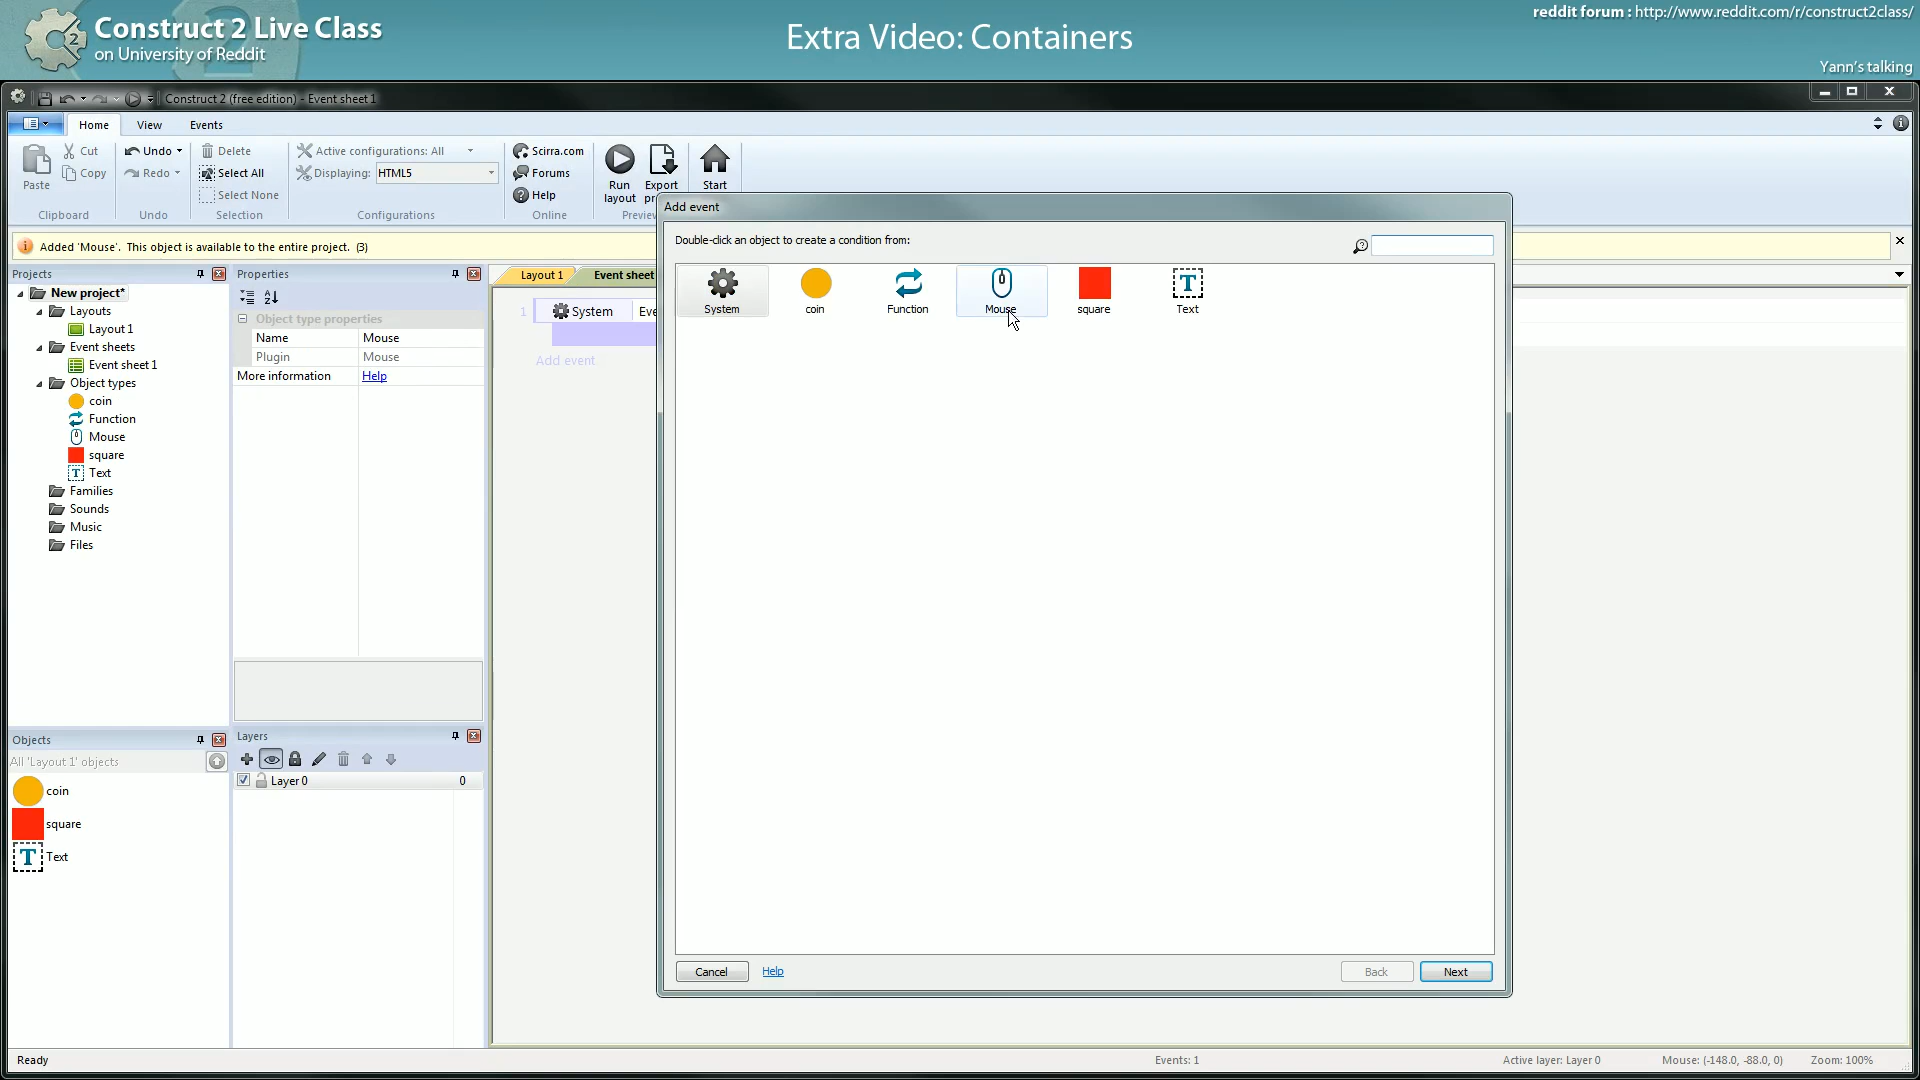 Construct 2 Live Class
on University of Reddit
Extra Video: Containers
reddit forum : http://www.reddit.com/r/construct2class/
Yann's talking
Construct 2 (free edition) - Event sheet 1
Home View Events
Paste
Cut
Copy
Clipboard
Undo
Redo
Undo
Delete
Select All
Select None
Selection
Active configurations: All
Displaying: HTML5
Configurations
Scirra.com
Forums
Help
Online
Run
layout
Export
Start
Added 'Mouse'. This object is available to the entire project. (3)
Projects
New project*
Layouts
Layout 1
Event sheets
Event sheet 1
Object types
coin
Function
Mouse
square
Text
Families
Sounds
Music
Files
Properties
Object type properties
Name Mouse
Plugin Mouse
More information Help
Layout 1 Event sheet
1 System
Add event
Add event
Double-click an object to create a condition from:
System coin Function Mouse square Text
Cancel Help Back Next
Objects
All 'Layout 1' objects
coin
square
Text
Layers
Layer 0 0
Ready Events: 1 Active layer: Layer 0 Mouse: (-148.0, -88.0, 0) Zoom: 100%